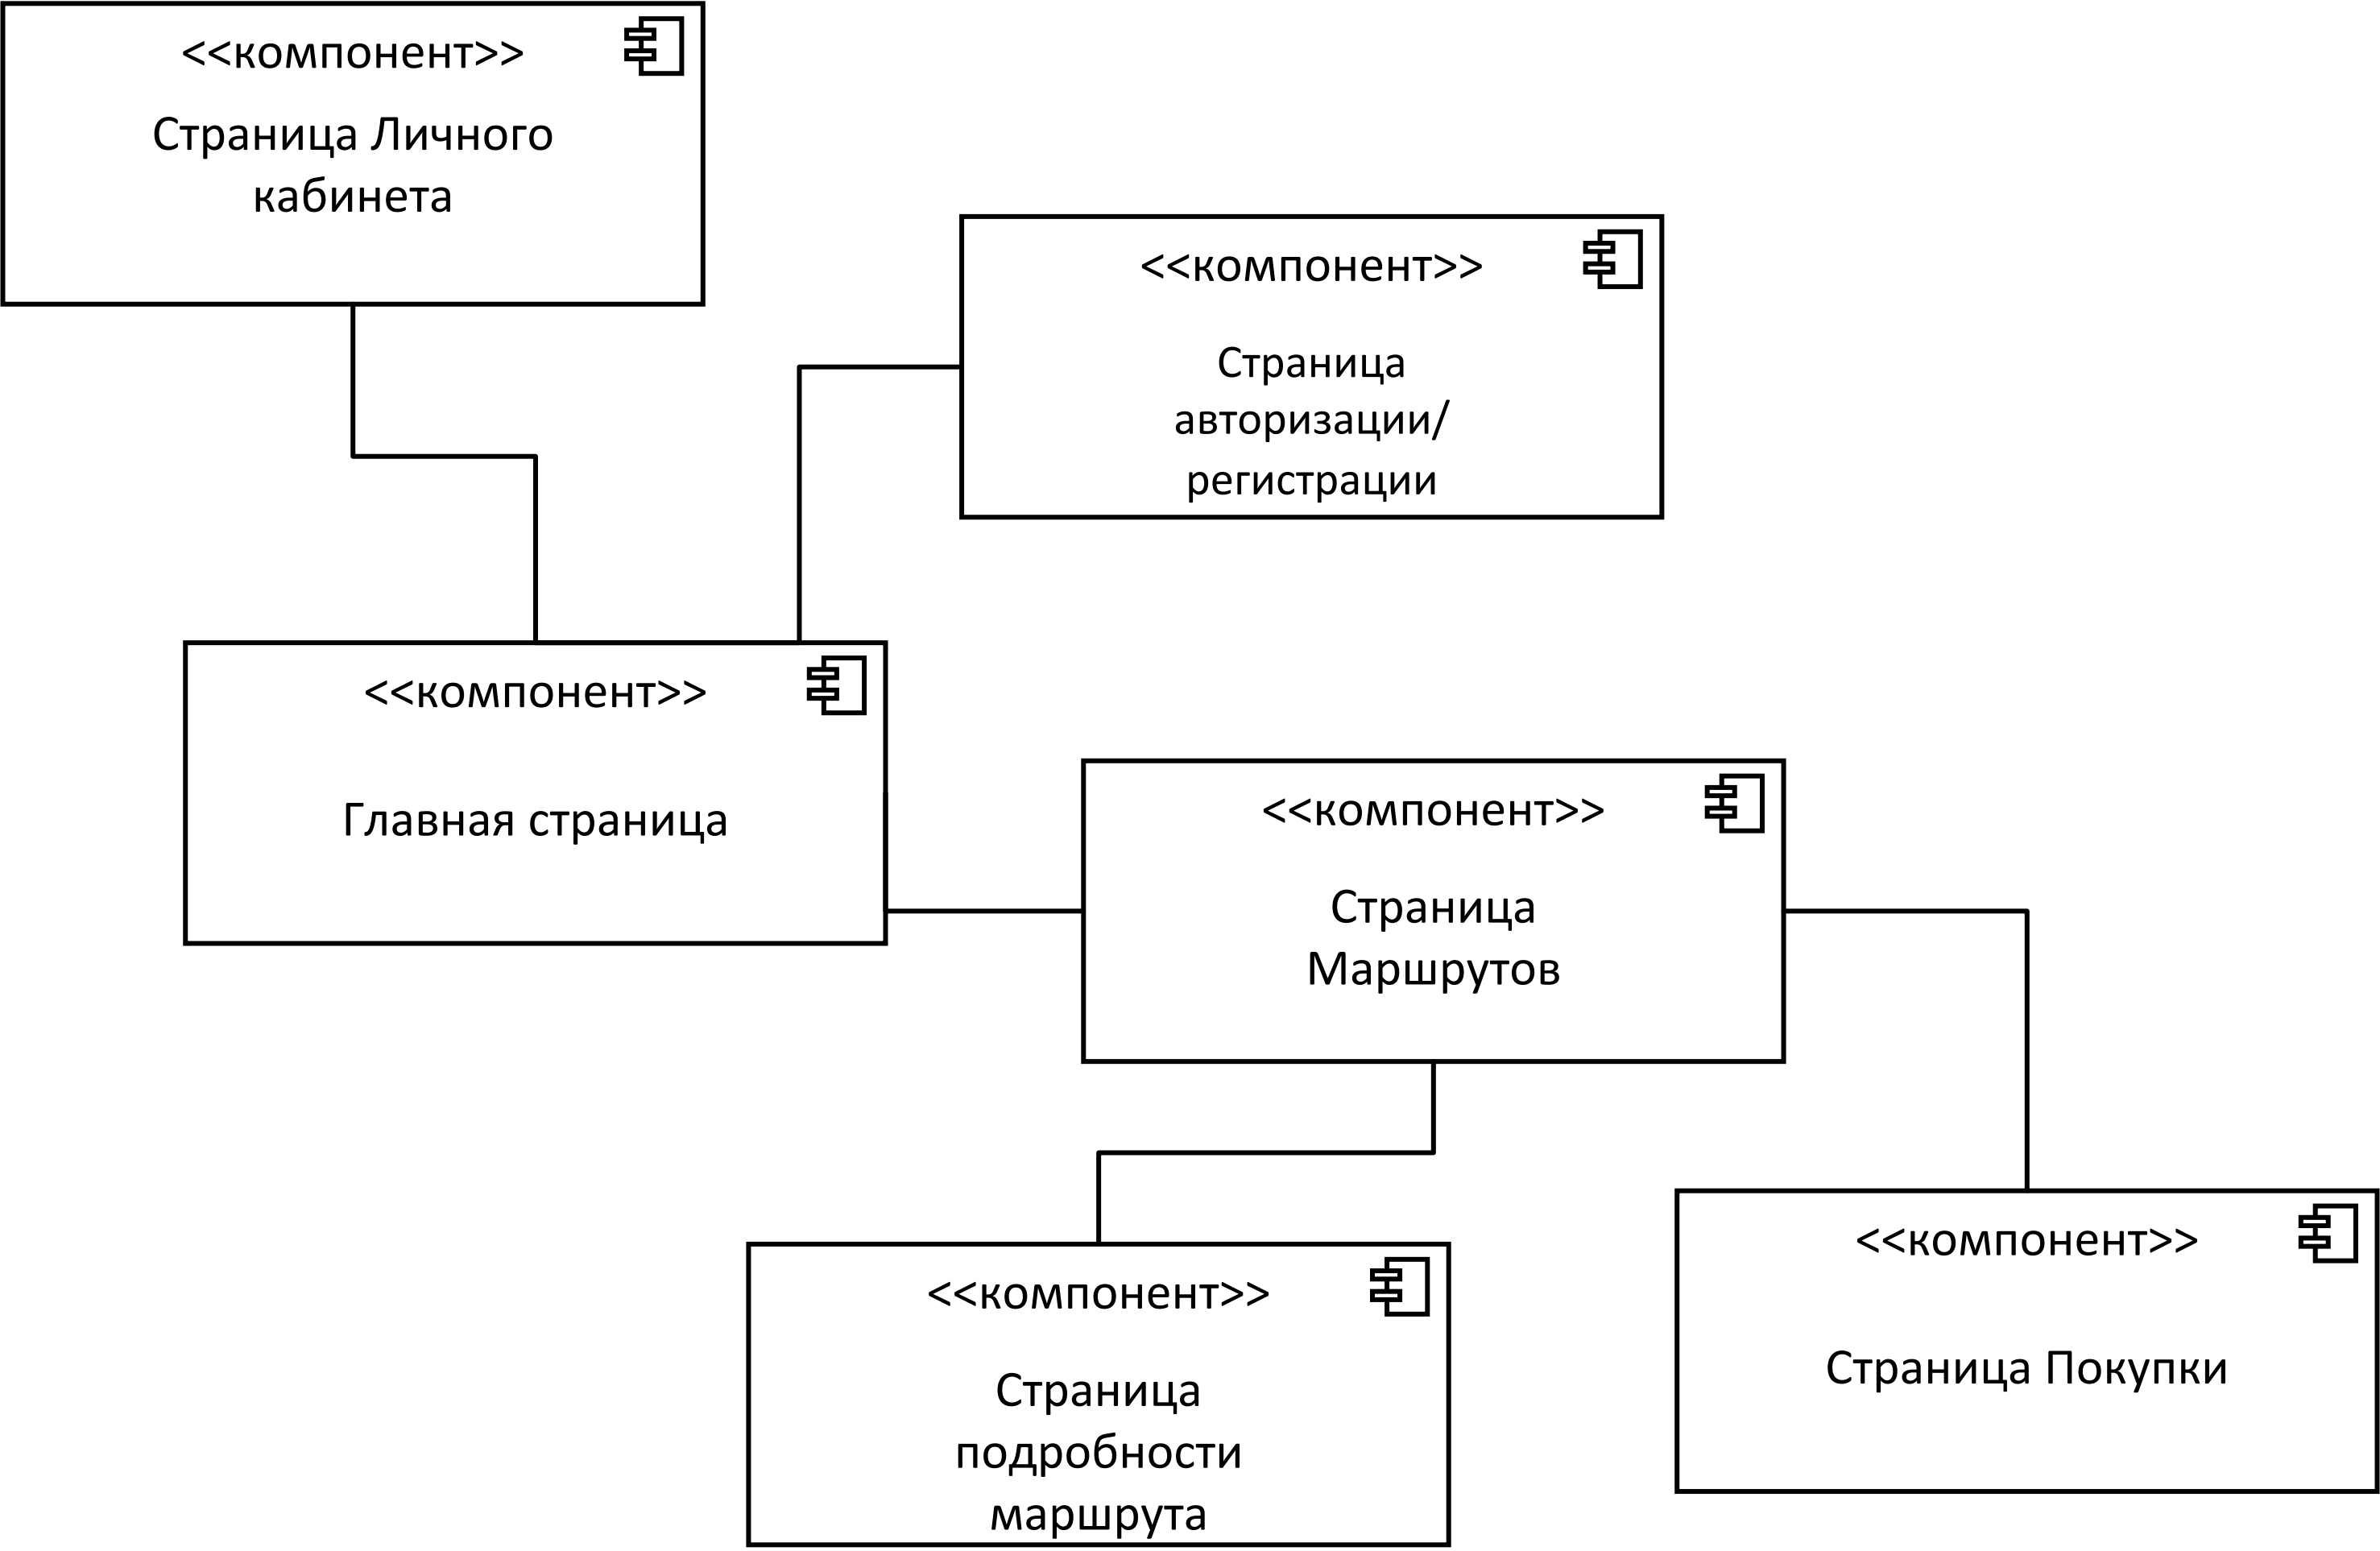 <<компонент>>
Страница Личного
кабинета
<<компонент>>
Страница
авторизации/
регистрации
<<компонент>>
Главная страница
<<компонент>>
Страница
Маршрутов
<<компонент>>
Страница
подробности
маршрута
<<компонент>>
Страница Покупки